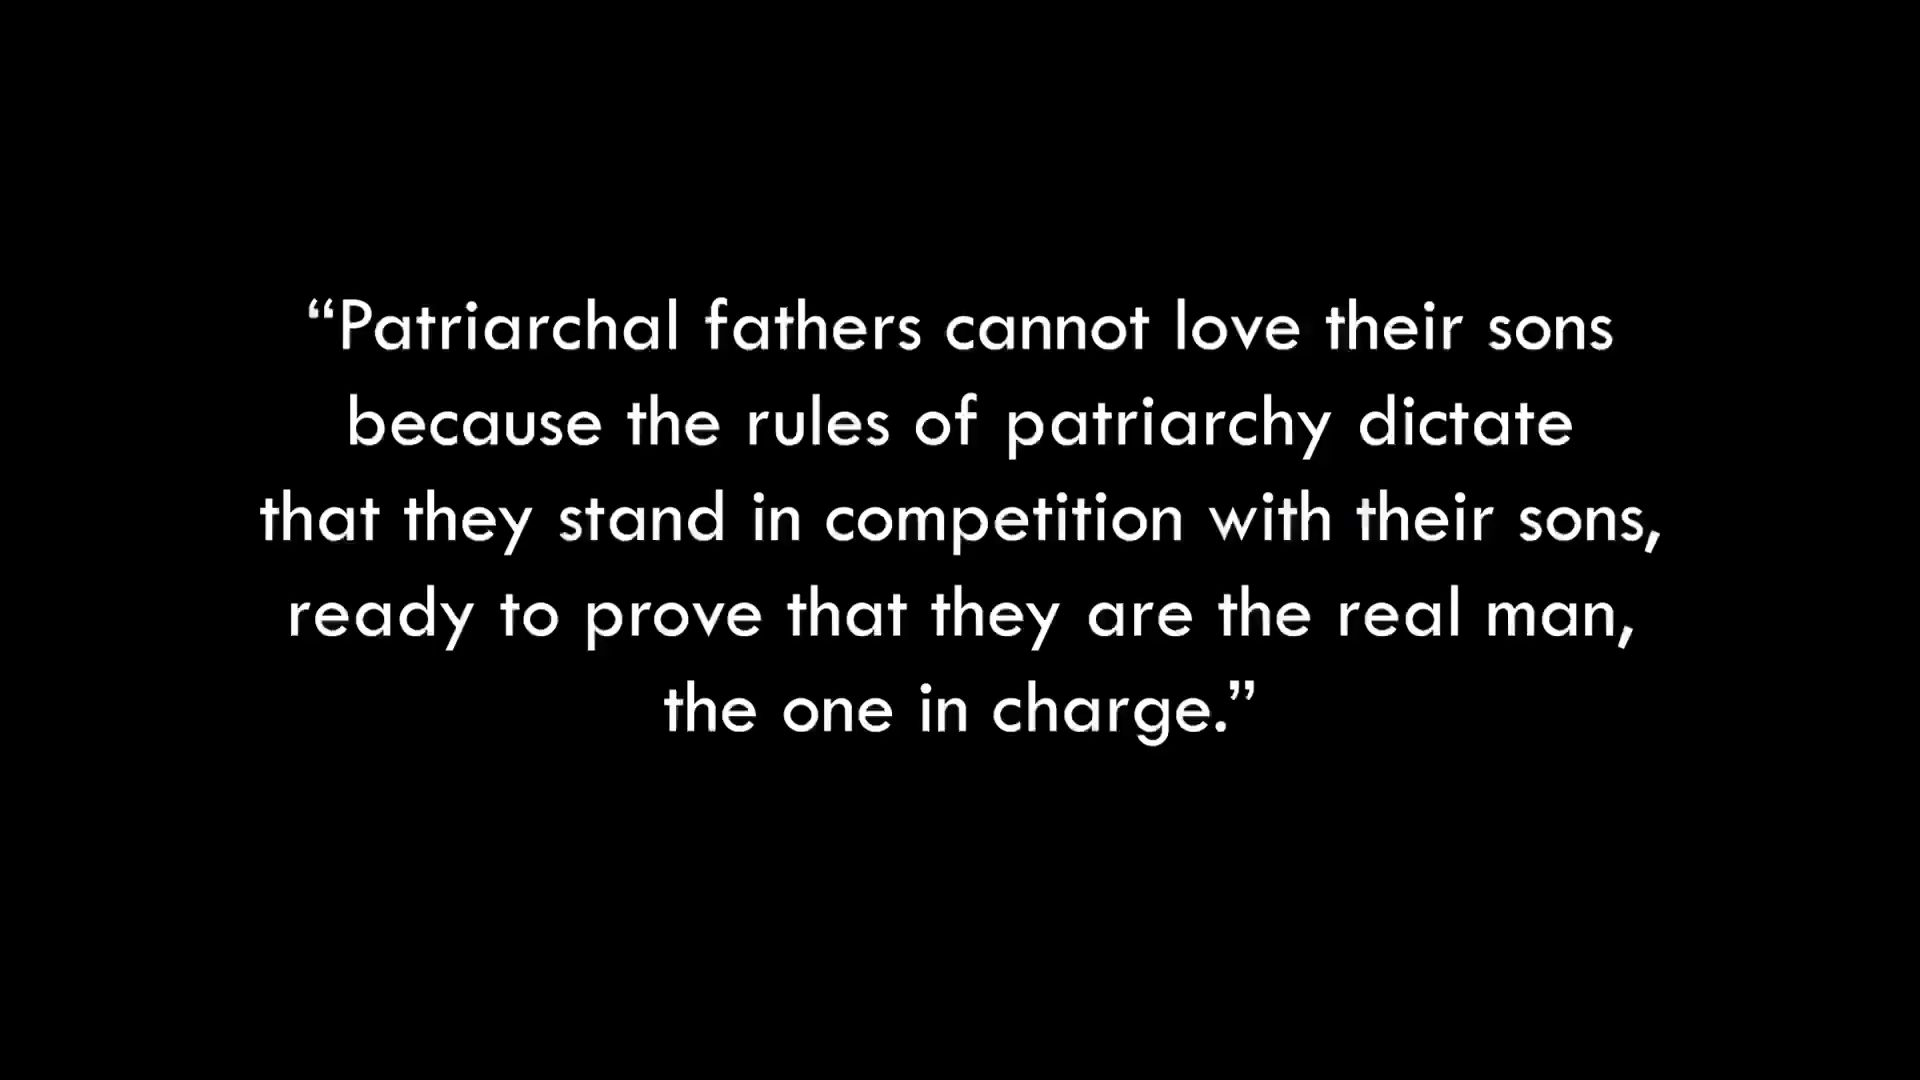 “Patriarchal fathers cannot love their sons
because the rules of patriarchy dictate
that they stand in competition with their sons,
ready to prove that they are the real man,
the one in charge.”